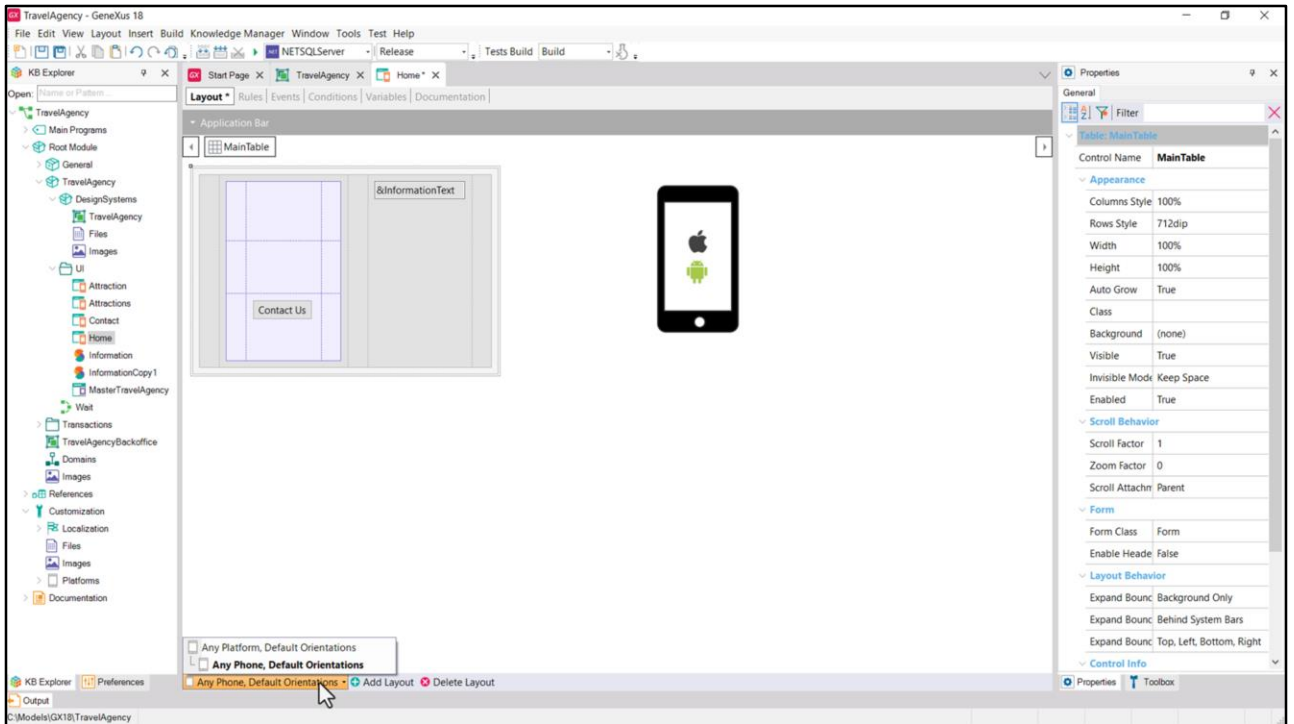 TravelAgency - GeneXus 18
File Edit View Layout Insert Build Knowledge Manager Window Tools Test Help
NETSQLServer Release Tests Build Build
KB Explorer
Open: Name or Pattern...
TravelAgency
Main Programs
Root Module
General
TravelAgency
DesignSystems
TravelAgency
Files
Images
UI
Attraction
Attractions
Contact
Home
Information
InformationCopy1
MasterTravelAgency
Wait
Transactions
TravelAgencyBackoffice
Domains
Images
References
Customization
Localization
Files
Images
Platforms
Documentation
KB Explorer Preferences
Output
C:\Models\GX18\TravelAgency
Start Page TravelAgency Home*
Layout * Rules Events Conditions Variables Documentation
Application Bar
MainTable
&InformationText
Contact Us
Any Platform, Default Orientations
Any Phone, Default Orientations
Any Phone, Default Orientations Add Layout Delete Layout
Properties
General
Filter
Table: MainTable
Control Name MainTable
Appearance
Columns Style 100%
Rows Style 712dip
Width 100%
Height 100%
Auto Grow True
Class
Background (none)
Visible True
Invisible Mode Keep Space
Enabled True
Scroll Behavior
Scroll Factor 1
Zoom Factor 0
Scroll Attachm Parent
Form
Form Class Form
Enable Heade False
Layout Behavior
Expand Bounc Background Only
Expand Bounc Behind System Bars
Expand Bounc Top, Left, Bottom, Right
Control Info
Properties Toolbox